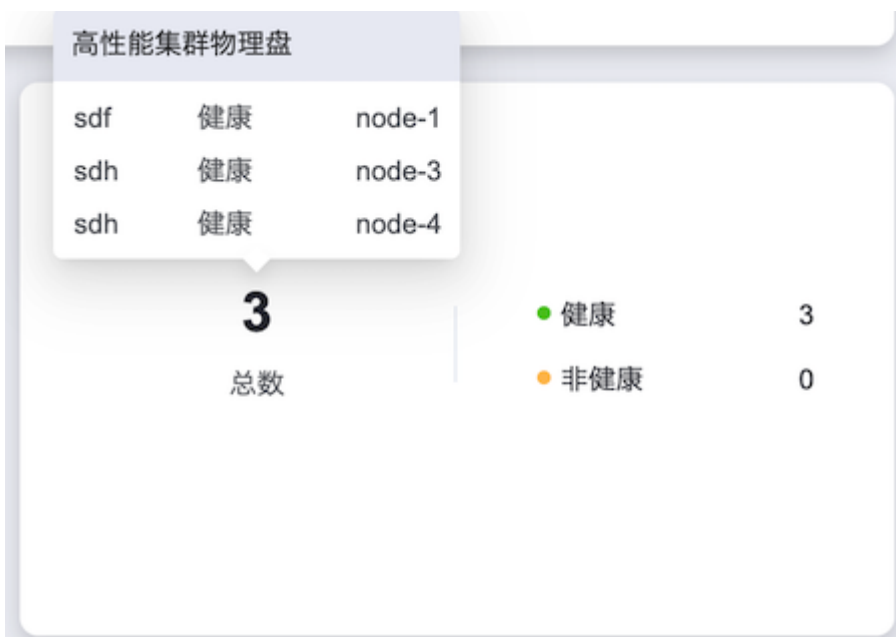 高性能集群物理盘
sdf 健康 node-1
sdh 健康 node-3
sdh 健康 node-4
3
总数
健康 3
非健康 0